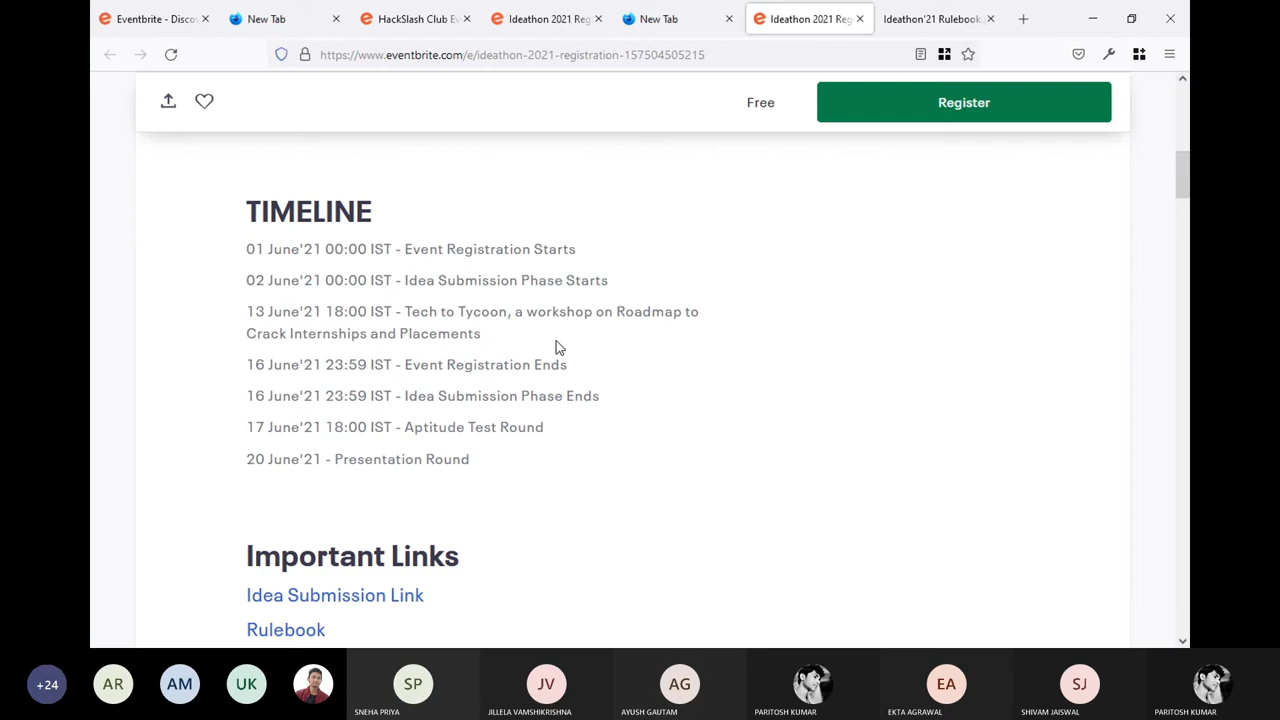 Eventbrite - Discov
New Tab
HackSlash Club Ev
Ideathon 2021 Reg
New Tab
Ideathon 2021 Reg
Ideathon'21 Rulebook.
https://www.eventbrite.com/e/ideathon-2021-registration-157504505215
Free
Register
TIMELINE
01 June'21 00:00 IST - Event Registration Starts
02 June'21 00:00 IST - Idea Submission Phase Starts
13 June'21 18:00 IST - Tech to Tycoon, a workshop on Roadmap to
Crack Internships and Placements
16 June'21 23:59 IST - Event Registration Ends
16 June'21 23:59 IST - Idea Submission Phase Ends
17 June'21 18:00 IST - Aptitude Test Round
20 June'21 - Presentation Round
Important Links
Idea Submission Link
Rulebook
+24
AR
AM
UK
SP
JV
AG
EA
SJ
SNEHA PRIYA
JILLELA VAMSHIKRISHNA
AYUSH GAUTAM
PARITOSH KUMAR
EKTA AGRAWAL
SHIVAM JAISWAL
PARITOSH KUMAR